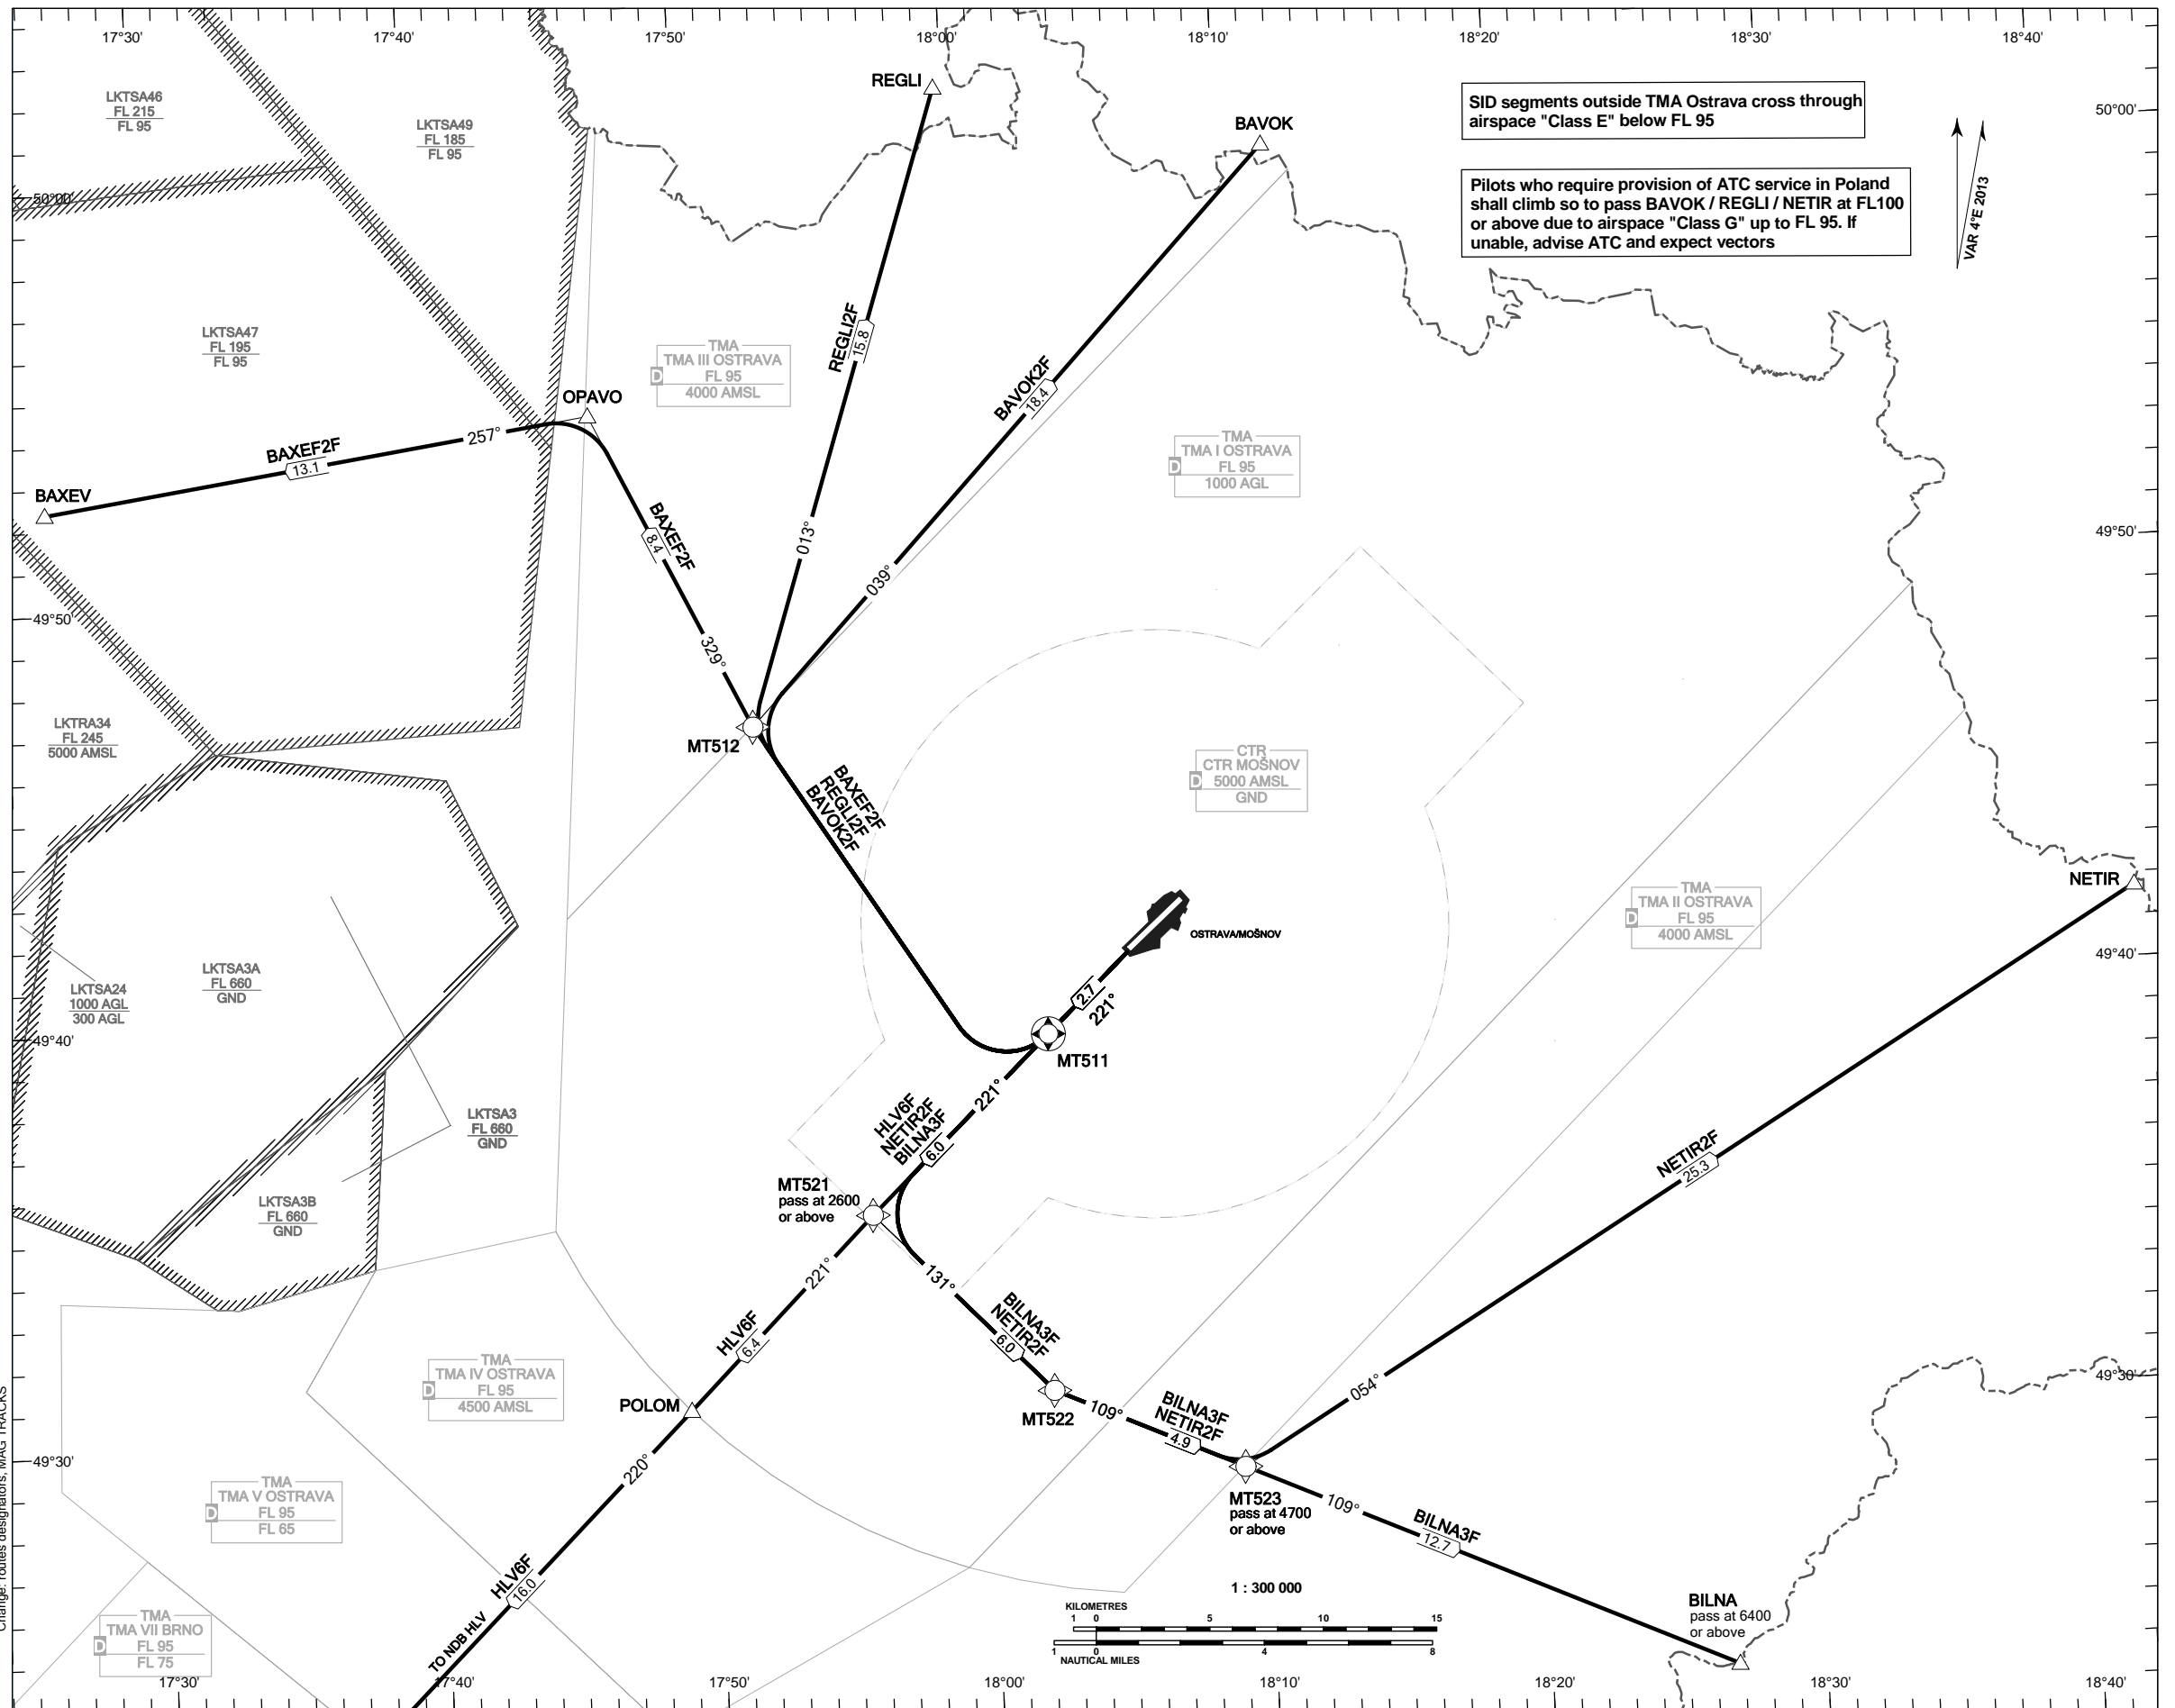 17°30'
17°40'
17°50'
18°00'
18°10'
18°20'
18°30'
18°40'
REGLI
BAVOK
SID segments outside TMA Ostrava cross through
airspace "Class E" below FL 95
50°00'
Pilots who require provision of ATC service in Poland
shall climb so to pass BAVOK / REGLI / NETIR at FL100
or above due to airspace "Class G" up to FL 95. If
unable, advise ATC and expect vectors
VAR 4°E 2013
LKTSA46
FL 215
FL 95
LKTSA49
FL 185
FL 95
50°00'
LKTSA47
FL 195
FL 95
TMA
TMA III OSTRAVA
D
FL 95
4000 AMSL
REGLI2F
15.8
BAVOK2F
18.4
OPAVO
257°
BAXEF2F
13.1
BAXEV
BAXEF2F
8.4
329°
013°
039°
TMA
TMA I OSTRAVA
D
FL 95
1000 AGL
49°50'
49°50'
LKTRA34
FL 245
5000 AMSL
MT512
BAXEF2F
REGLI2F
BAVOK2F
CTR
CTR MOŠNOV
D
5000 AMSL
GND
NETIR
TMA
TMA II OSTRAVA
D
FL 95
4000 AMSL
OSTRAVA/MOŠNOV
49°40'
LKTSA3A
FL 660
GND
LKTSA24
1000 AGL
300 AGL
2.7
221°
MT511
49°40'
221°
LKTSA3
FL 660
GND
HLV6F
NETIR2F
BILNA3F
6.0
NETIR2F
25.3
MT521
pass at 2600
or above
LKTSA3B
FL 660
GND
221°
131°
HLV6F
6.4
BILNA3F
NETIR2F
6.0
TMA
TMA IV OSTRAVA
D
FL 95
4500 AMSL
POLOM
MT522
109°
BILNA3F
NETIR2F
4.9
054°
49°30'
220°
49°30'
TMA
TMA V OSTRAVA
D
FL 95
FL 65
MT523
pass at 4700
or above
109°
BILNA3F
12.7
HLV6F
16.0
TO NDB HLV
TMA
TMA VII BRNO
D
FL 95
FL 75
1 : 300 000
KILOMETRES
1 0 5 10 15
1 0 4 8
NAUTICAL MILES
BILNA
pass at 6400
or above
Change: routes designators, MAG TRACKS
17°30'
17°40'
17°50'
18°00'
18°10'
18°20'
18°30'
18°40'